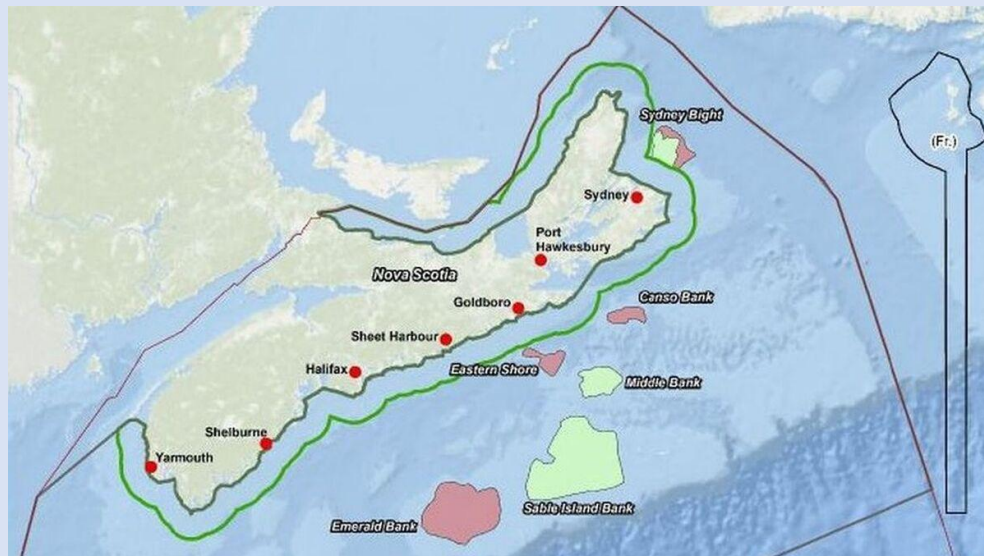 Sydney Bight
(Fr.)
Sydney
Port
Hawkesbury
Nova Scotia
Goldboro
Canso Bank
Sheet Harbour
Eastern Shore
Halifax
Middle Bank
Shelburne
Yarmouth
Sable Island Bank
Emerald Bank